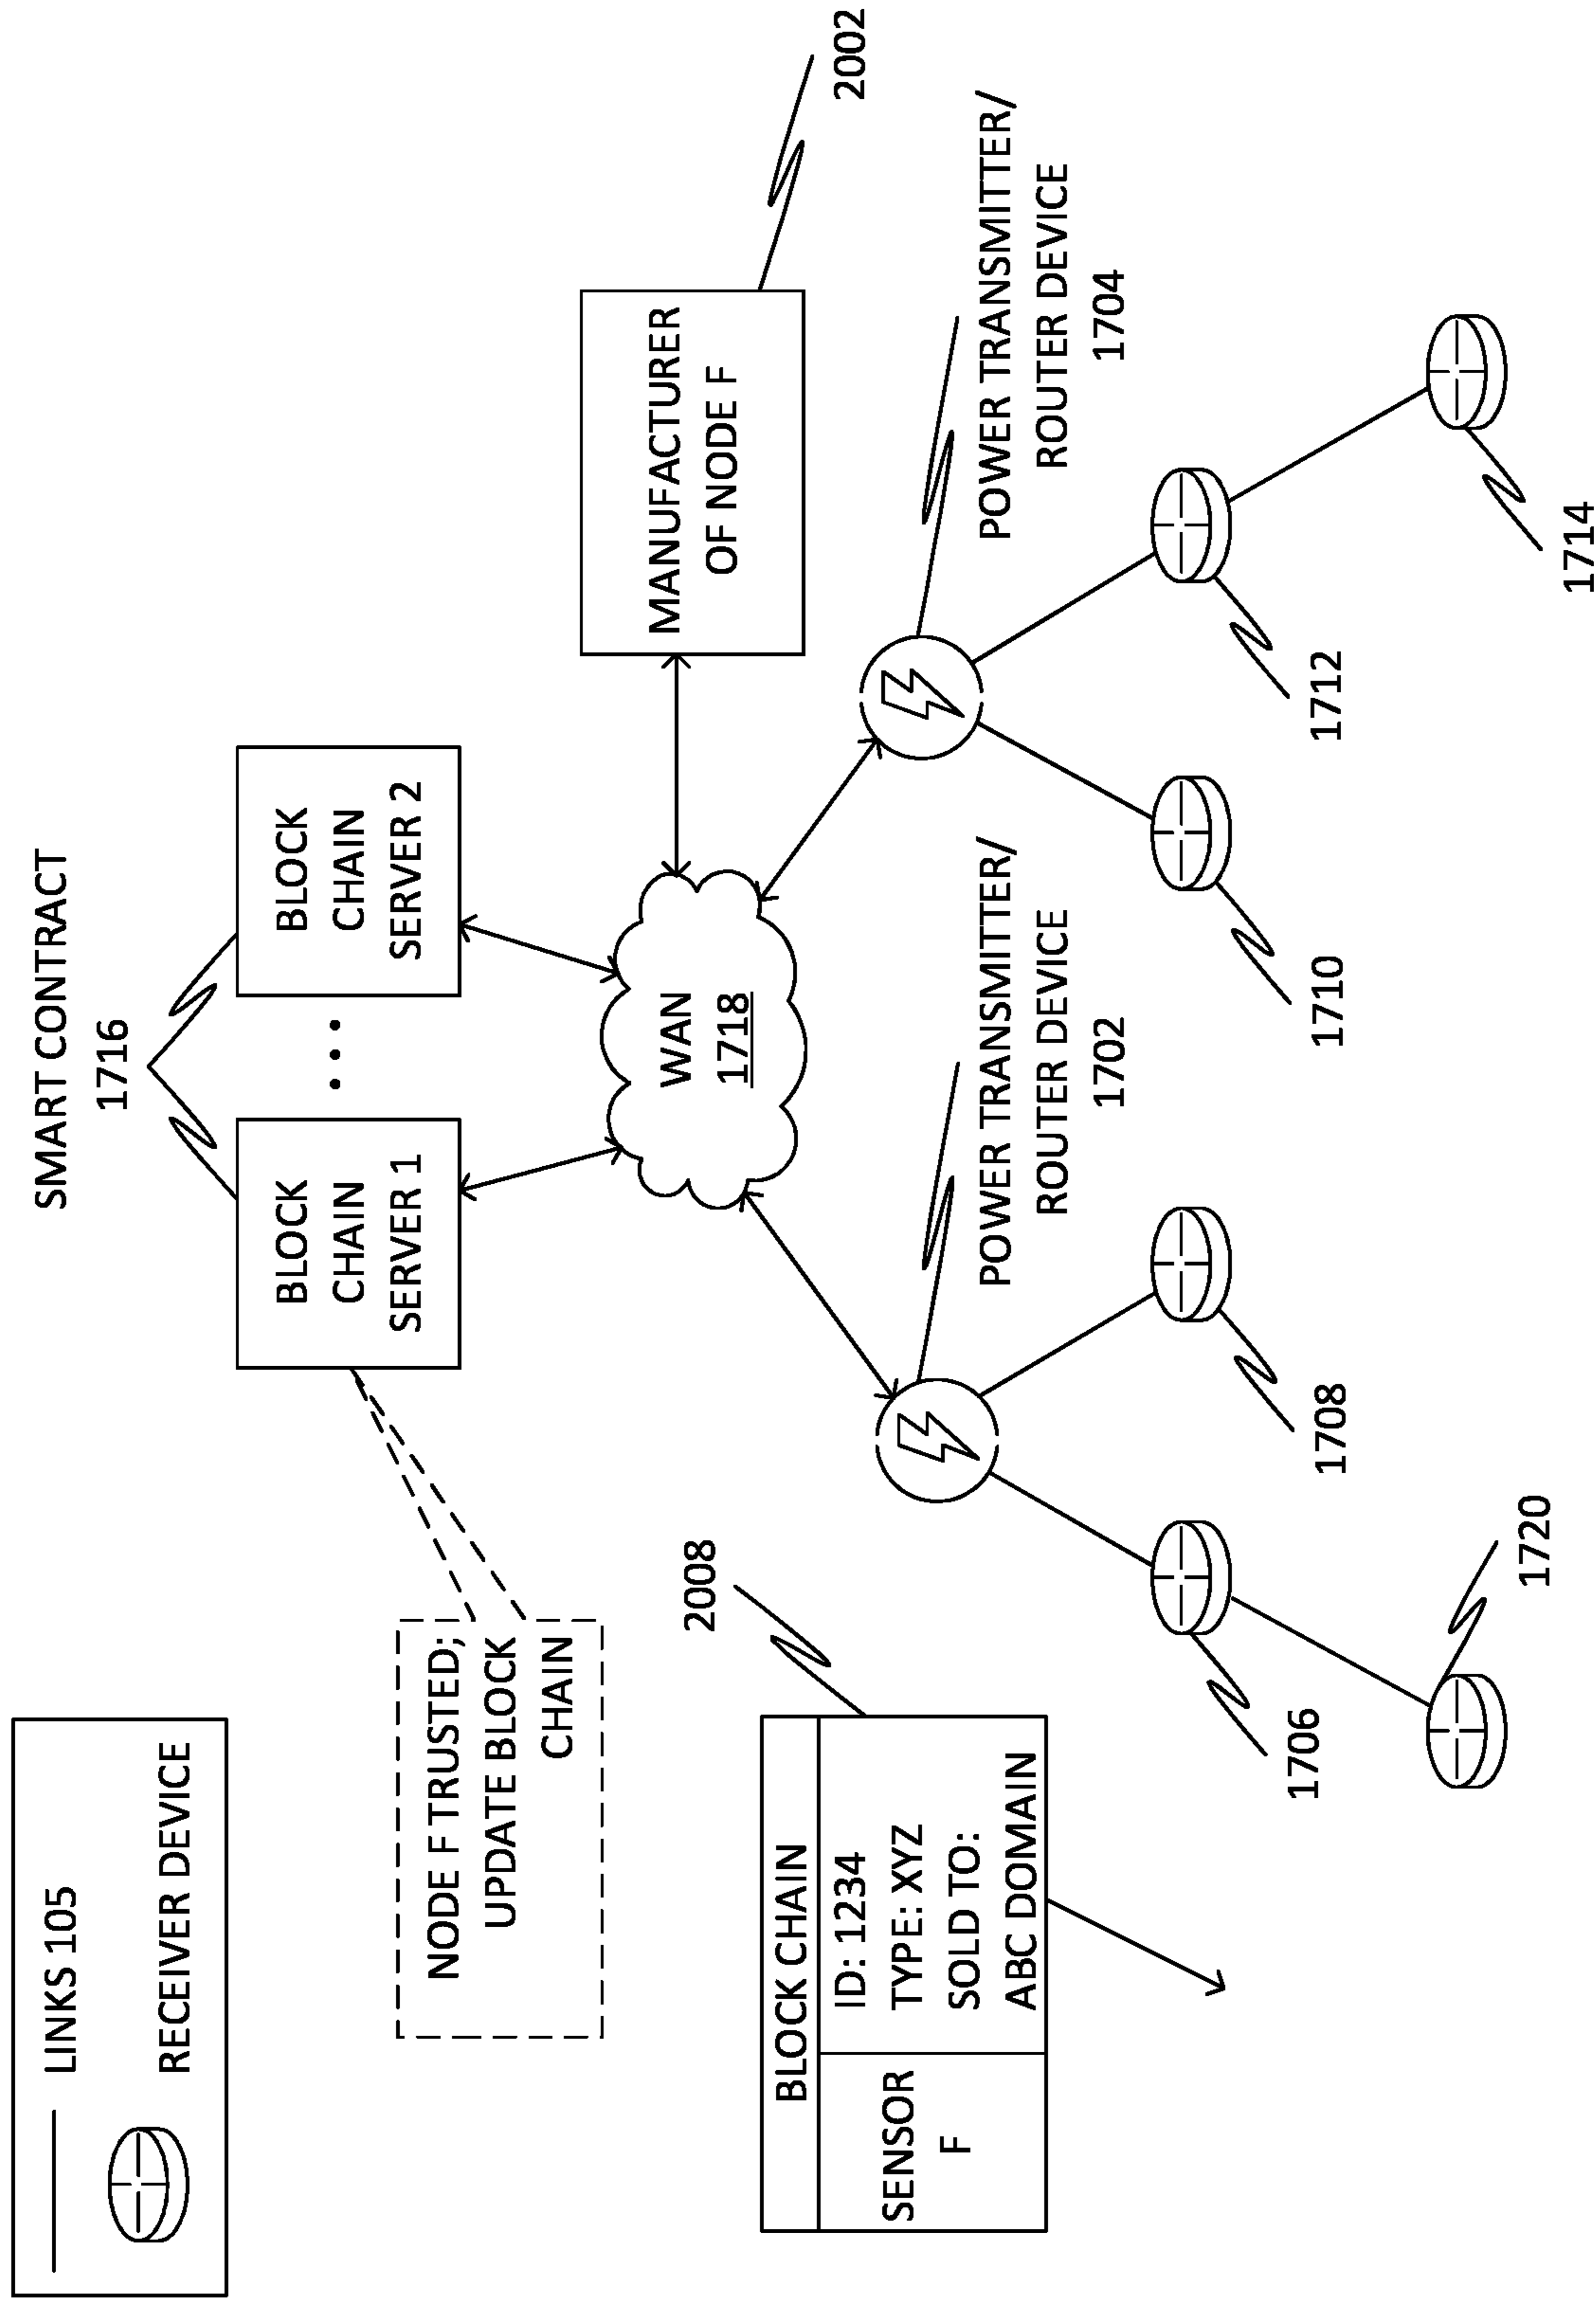 LINKS 105
RECEIVER DEVICE
SMART CONTRACT
1716
NODE F TRUSTED;
UPDATE BLOCK
CHAIN
BLOCK
CHAIN
SERVER 1
...
BLOCK
CHAIN
SERVER 2
MANUFACTURER
OF NODE F
2002
WAN
1718
2008
BLOCK CHAIN
SENSOR
F
ID: 1234
TYPE: XYZ
SOLD TO:
ABC DOMAIN
POWER TRANSMITTER/
ROUTER DEVICE
1702
POWER TRANSMITTER/
ROUTER DEVICE
1704
1706
1708
1710
1712
1720
1714